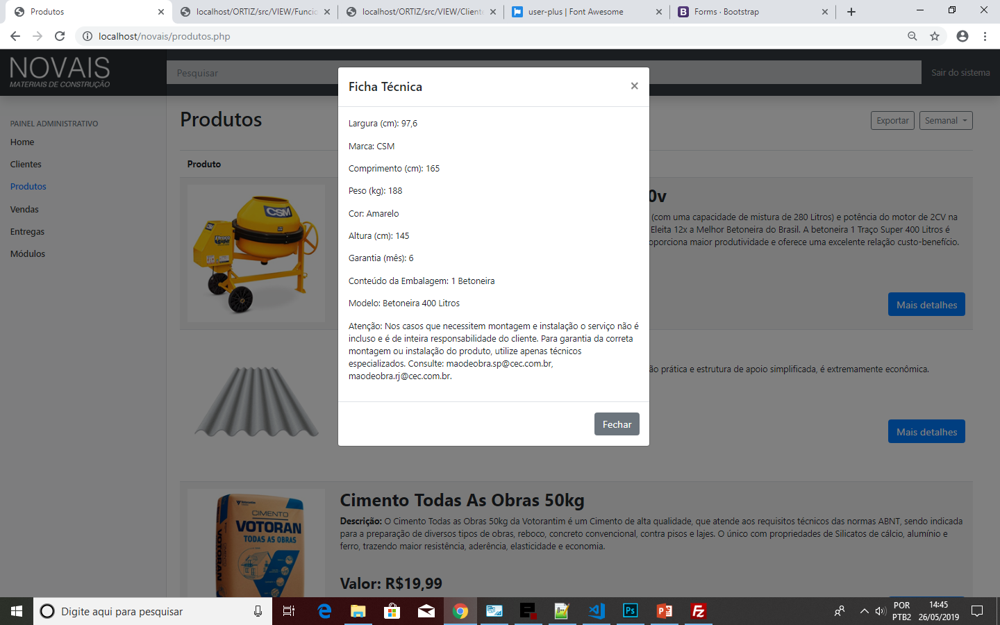 Produtos
localhost/ORTIZ/src/VIEW/Funcio
localhost/ORTIZ/src/VIEW/Cliente
user-plus | Font Awesome
Forms · Bootstrap
localhost/novais/produtos.php
NOVAIS
MATERIAIS DE CONSTRUÇÃO
Pesquisar
Sair do sistema
PAINEL ADMINISTRATIVO
Home
Clientes
Produtos
Vendas
Entregas
Módulos
Produtos
Exportar
Semanal
Produto
Ficha Técnica
×
Largura (cm): 97,6
Marca: CSM
Comprimento (cm): 165
Peso (kg): 188
Cor: Amarelo
Altura (cm): 145
Garantia (mês): 6
Conteúdo da Embalagem: 1 Betoneira
Modelo: Betoneira 400 Litros
Atenção: Nos casos que necessitem montagem e instalação o serviço não é
incluso e é de inteira responsabilidade do cliente. Para garantia da correta
montagem ou instalação do produto, utilize apenas técnicos
especializados. Consulte: maodeobra.sp@cec.com.br,
maodeobra.rj@cec.com.br.
Fechar
CSM
0v
(com uma capacidade de mistura de 280 Litros) e potência do motor de 2CV na
Eleita 12x a Melhor Betoneira do Brasil. A betoneira 1 Traço Super 400 Litros é
oporciona maior produtividade e oferece uma excelente relação custo-benefício.
Mais detalhes
ão prática e estrutura de apoio simplificada, é extremamente econômica.
Mais detalhes
CIMENTO
VOTORAN
TODAS AS OBRAS
VOTORAN
Cimento Todas As Obras 50kg
Descrição: O Cimento Todas as Obras 50kg da Votorantim é um Cimento de alta qualidade, que atende aos requisitos técnicos das normas ABNT, sendo indicada
para a preparação de diversos tipos de obras, reboco, concreto convencional, contra pisos e lajes. O único com propriedades de Silicatos de cálcio, alumínio e
ferro, trazendo maior resistência, aderência, elasticidade e economia.
Valor: R$19,99
Digite aqui para pesquisar
Ps
POR
PTB2
14:45
26/05/2019